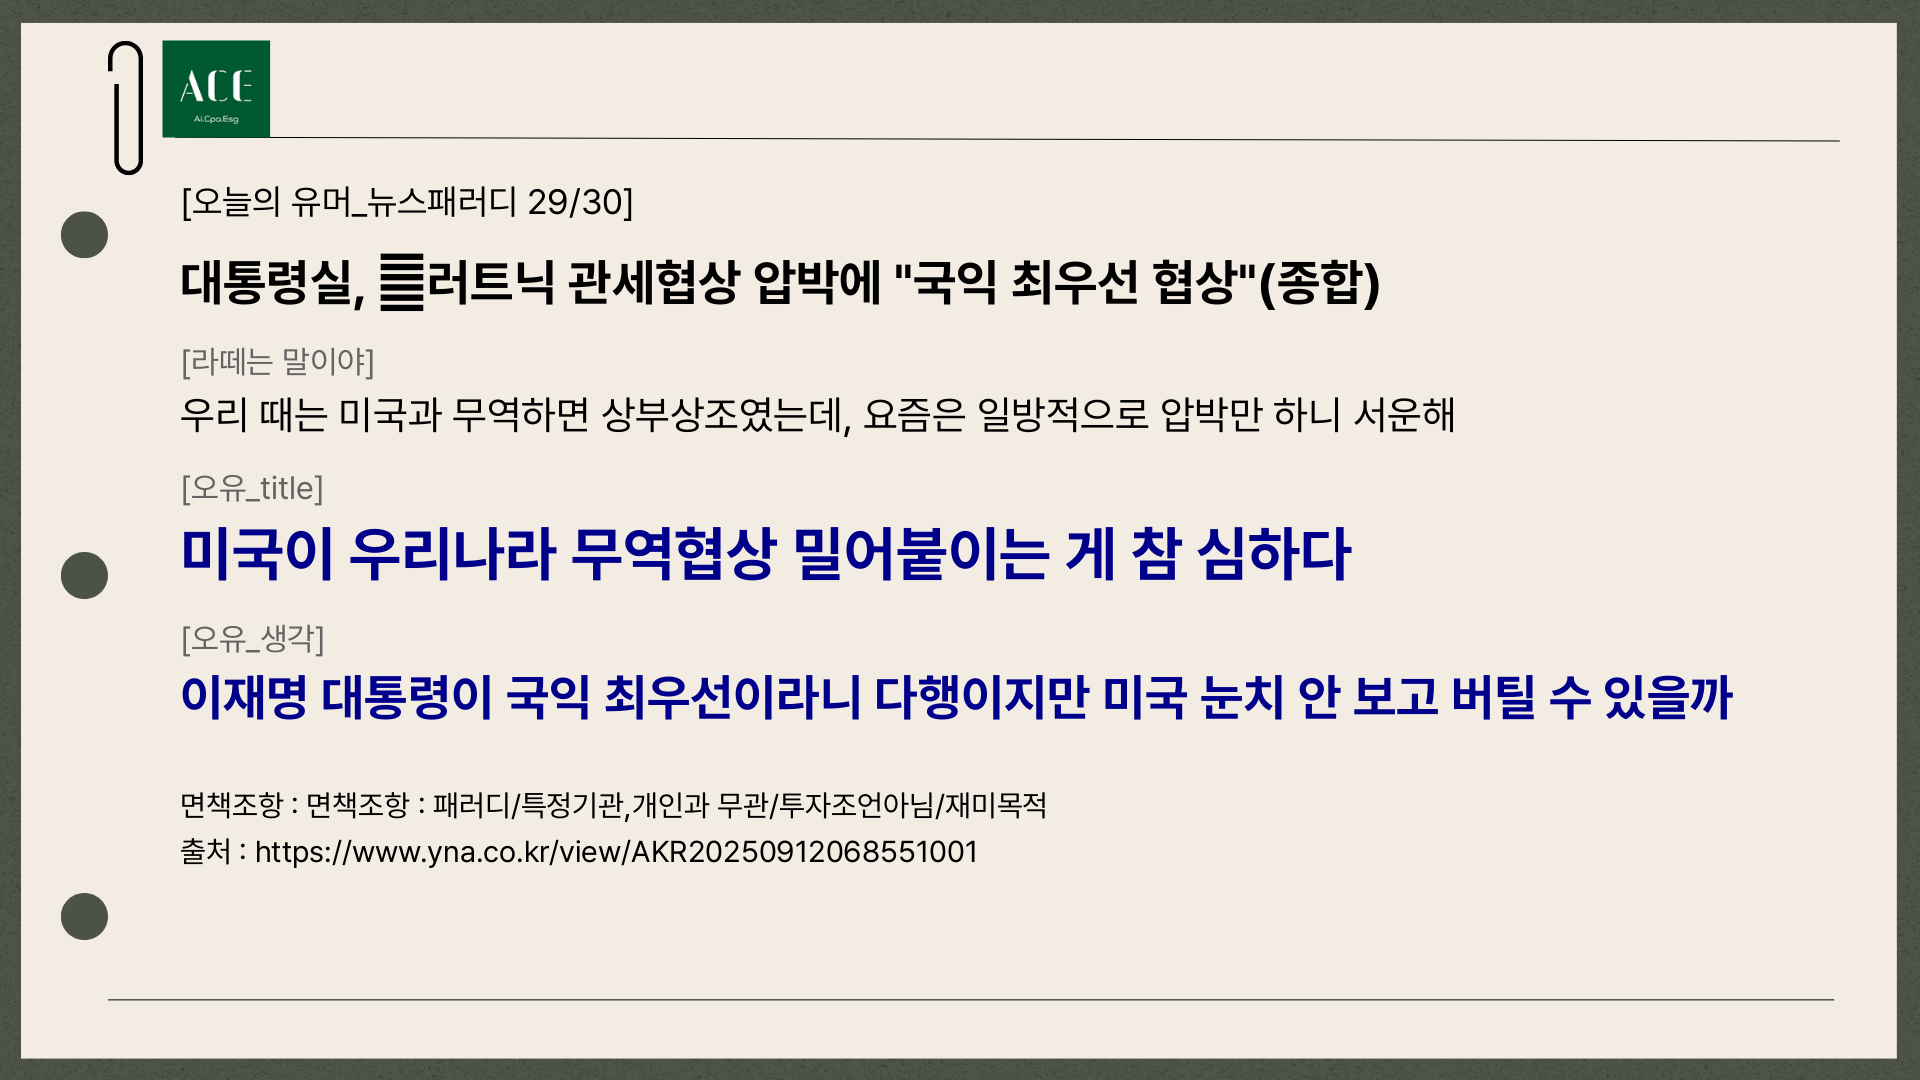 ACE
Ai.Cpa.Esg
[오늘의 유머_뉴스패러디 29/30]
대통령실, 러트닉 관세협상 압박에 "국익 최우선 협상"(종합)
[라떼는 말이야]
우리 때는 미국과 무역하면 상부상조였는데, 요즘은 일방적으로 압박만 하니 서운해
[오유_title]
미국이 우리나라 무역협상 밀어붙이는 게 참 심하다
[오유_생각]
이재명 대통령이 국익 최우선이라니 다행이지만 미국 눈치 안 보고 버틸 수 있을까
면책조항 : 면책조항 : 패러디/특정기관,개인과 무관/투자조언아님/재미목적
출처 : https://www.yna.co.kr/view/AKR20250912068551001